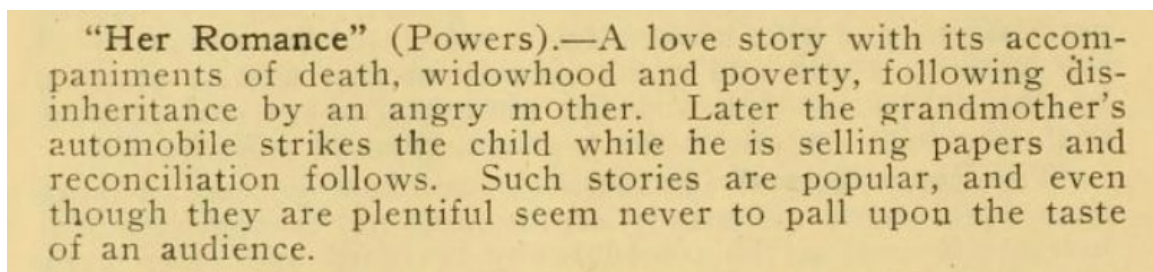 “Her Romance” (Powers).—A love story with its accom-
paniments of death, widowhood and poverty, following dis-
inheritance by an angry mother. Later the grandmother’s
automobile strikes the child while he is selling papers and
reconciliation follows. Such stories are popular, and even
though they are plentiful seem never to pall upon the taste
of an audience.